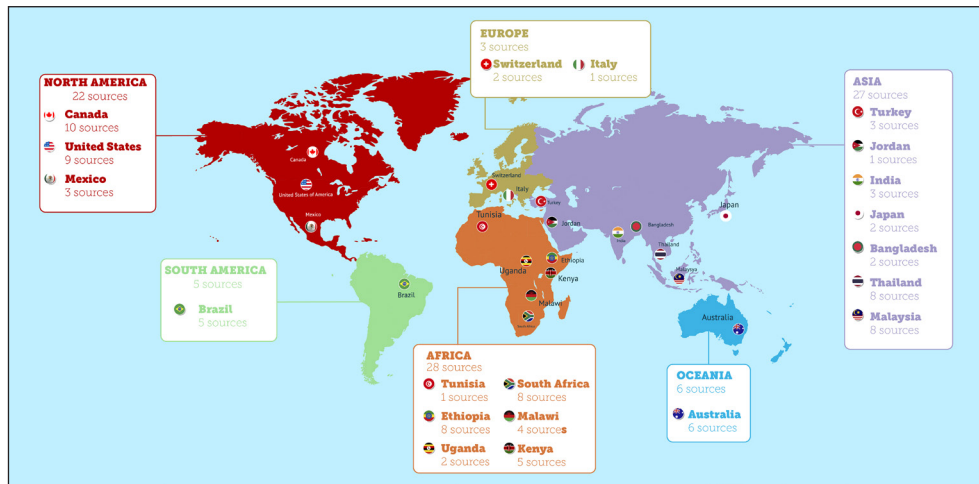 EUROPE
3 sources
Switzerland
2 sources
Italy
1 sources
NORTH AMERICA
22 sources
Canada
10 sources
United States
9 sources
Mexico
3 sources
ASIA
27 sources
Turkey
3 sources
Jordan
1 sources
India
3 sources
Japan
2 sources
Bangladesh
2 sources
Thailand
8 sources
Malaysia
8 sources
Canada
United States of America
Mexico
Switzerland
Italy
Turkey
Tunisia
Jordan
Japan
Bangladesh
India
Thailand
Malaysia
Uganda
Ethiopia
Kenya
Malawi
South Africa
Brazil
Australia
SOUTH AMERICA
5 sources
Brazil
5 sources
AFRICA
28 sources
Tunisia
1 sources
South Africa
8 sources
Ethiopia
8 sources
Malawi
4 sources
Uganda
2 sources
Kenya
5 sources
OCEANIA
6 sources
Australia
6 sources